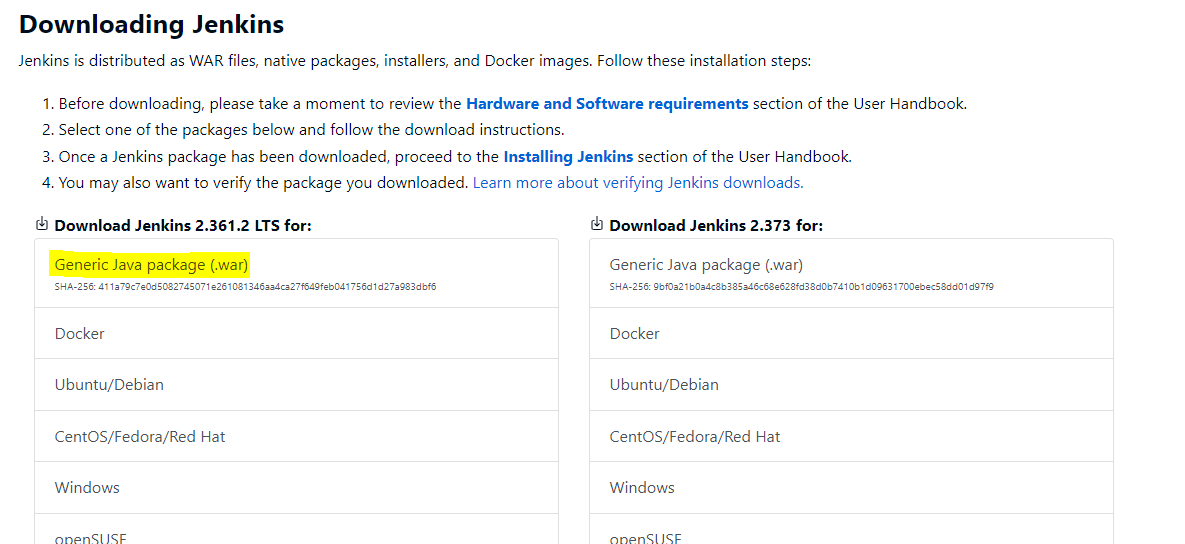 Downloading Jenkins
Jenkins is distributed as WAR files, native packages, installers, and Docker images. Follow these installation steps:
1. Before downloading, please take a moment to review the Hardware and Software requirements section of the User Handbook.
2. Select one of the packages below and follow the download instructions.
3. Once a Jenkins package has been downloaded, proceed to the Installing Jenkins section of the User Handbook.
4. You may also want to verify the package you downloaded. Learn more about verifying Jenkins downloads.
Download Jenkins 2.361.2 LTS for:
Generic Java package (.war)
SHA-256: 411a79c7e0d5082745071e261081346aa4ca27f649feb041756d1d27a983dbf6
Docker
Ubuntu/Debian
CentOS/Fedora/Red Hat
Windows
openSUSE
Download Jenkins 2.373 for:
Generic Java package (.war)
SHA-256: 9bf0a21b0a4c8b385a46c68e628fd38d0b7410b1d09631700ebec58dd01d97f9
Docker
Ubuntu/Debian
CentOS/Fedora/Red Hat
Windows
openSUSE